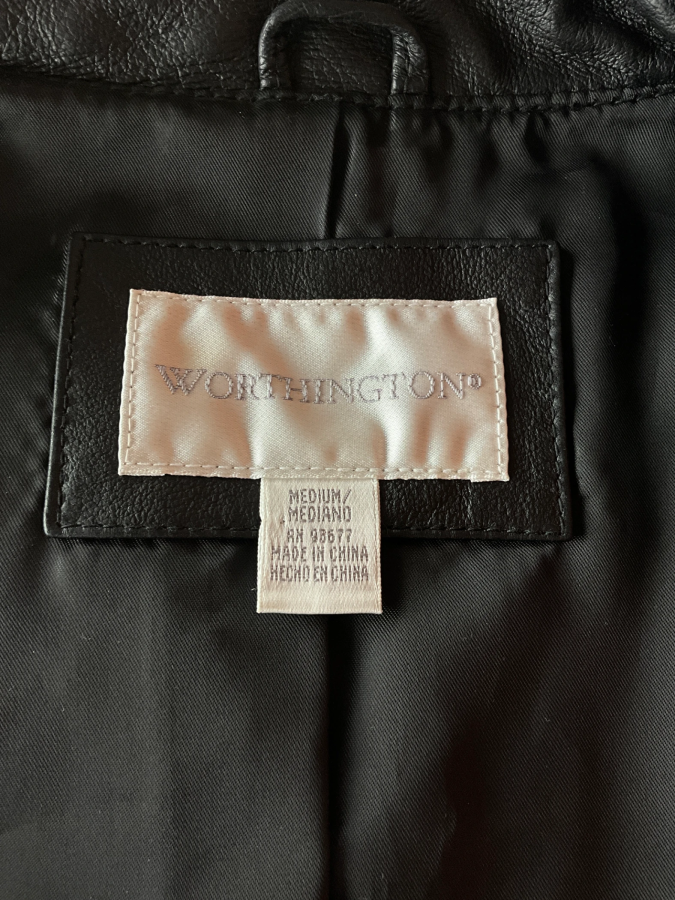 WORTHINGTON®
MEDIUM/
MEDIANO
RN 93677
MADE IN CHINA
HECHO EN CHINA